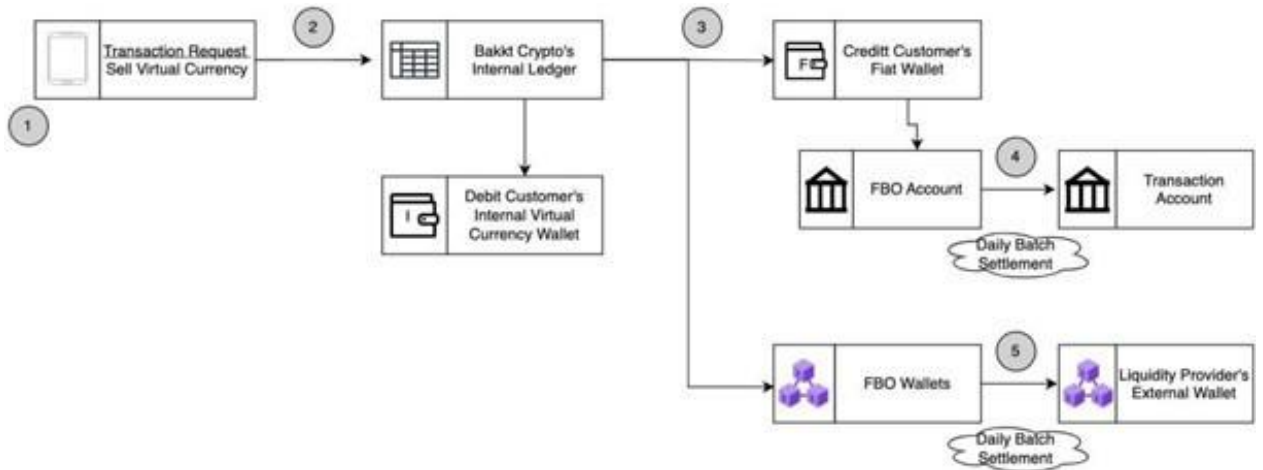 2
3
Transaction Request
Sell Virtual Currency
Bakkt Crypto's
Internal Ledger
F
Creditt Customer's
Fiat Wallet
1
4
FBO Account
Transaction
Account
I
Debit Customer's
Internal Virtual
Currency Wallet
Daily Batch
Settlement
5
FBO Wallets
Liquidity Provider's
External Wallet
Daily Batch
Settlement